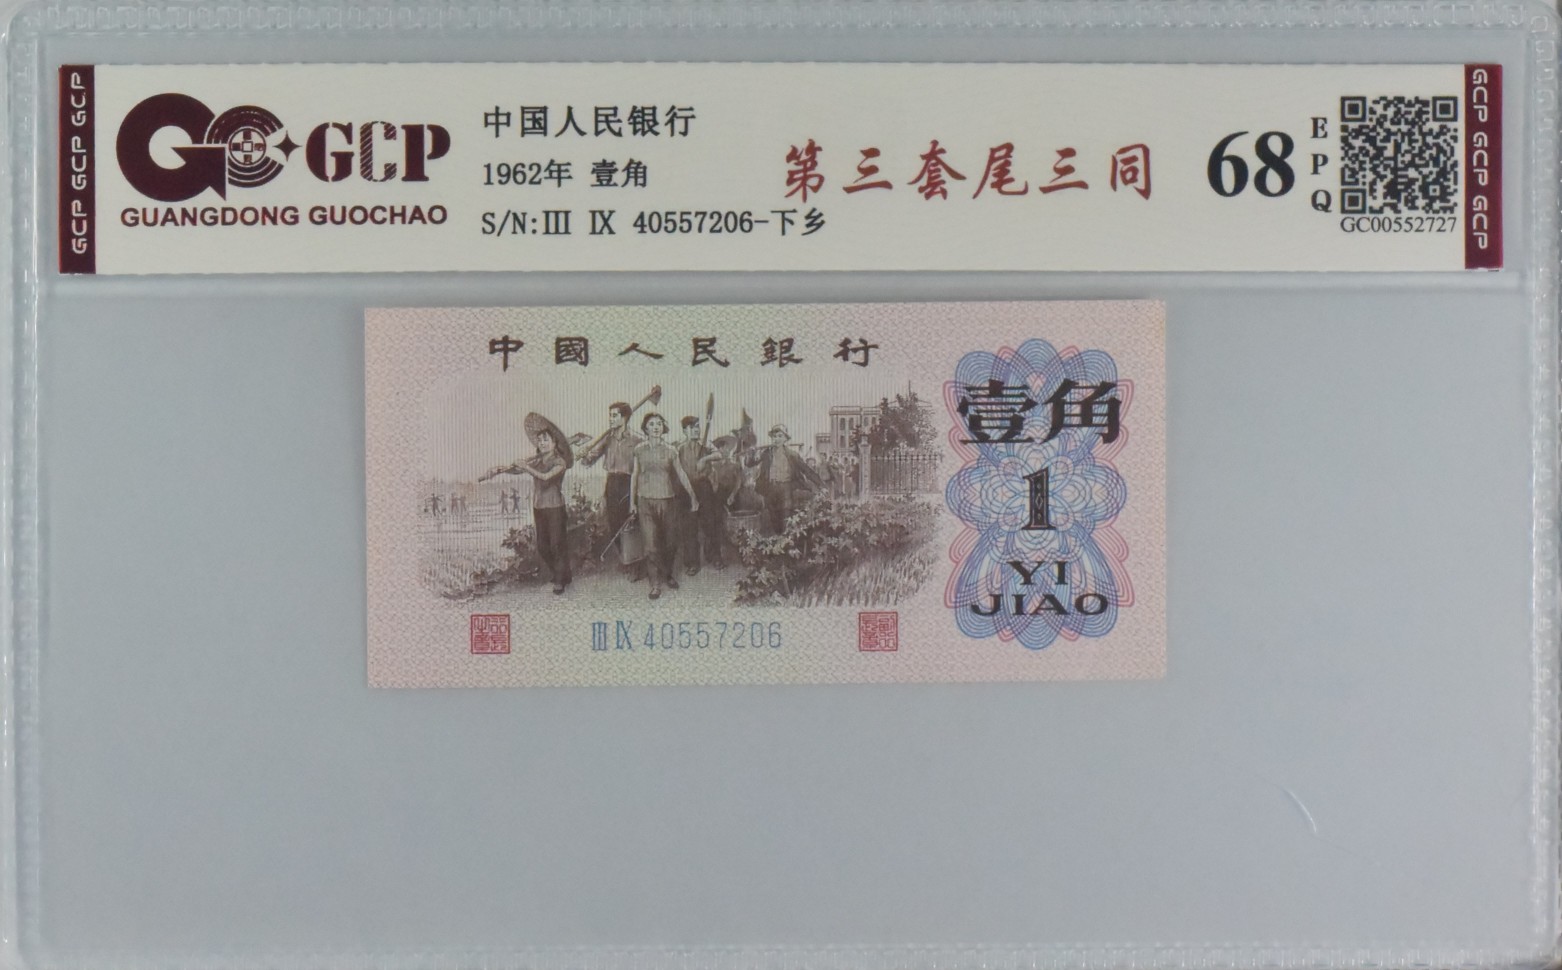 GCP GCP GCP
GCP
GUANGDONG GUOCHAO
中国人民银行
1962年 壹角
S/N:III IX 40557206-下乡
第三套尾三同
68
EPQ
GC00552727
GCP GCP GCP
中國人民銀行
壹角
1
YI
JIAO
III IX 40557206